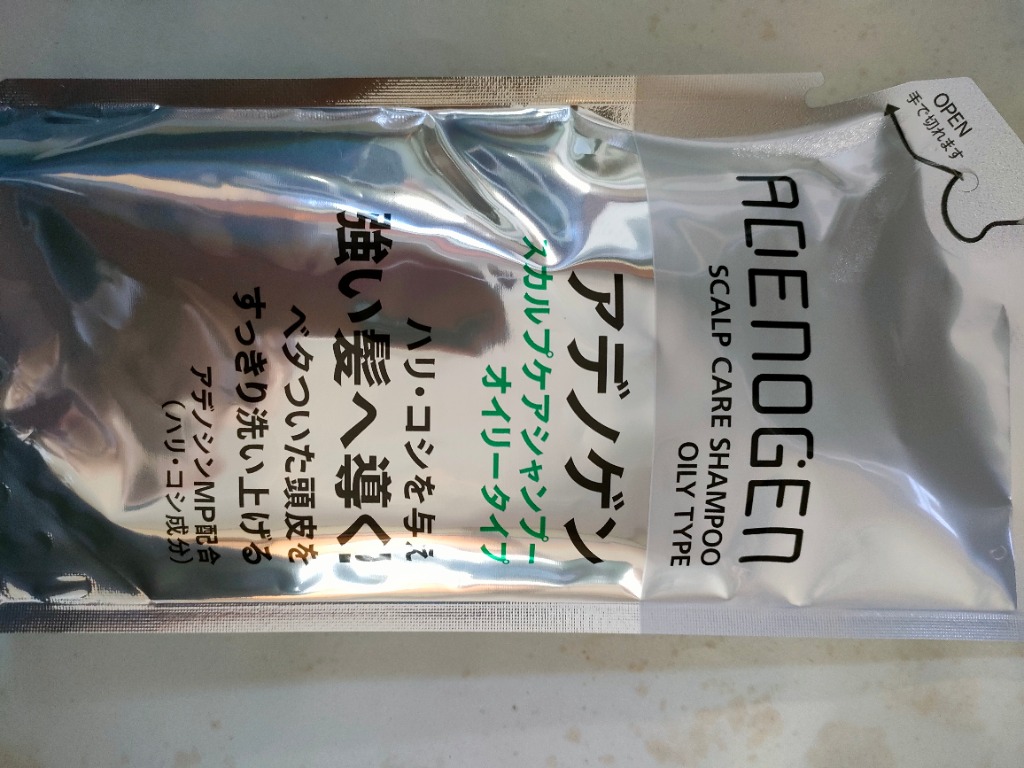 OPEN
手で切れます
ADENOGEN
SCALP CARE SHAMPOO
OILY TYPE
アデノゲン
スカルプケアシャンプー
オイリータイプ
ハリ・コシを与え
強い髪へ導く!
ベタついた頭皮を
すっきり洗い上げる
アデノシンMP配合
(ハリ・コシ成分)